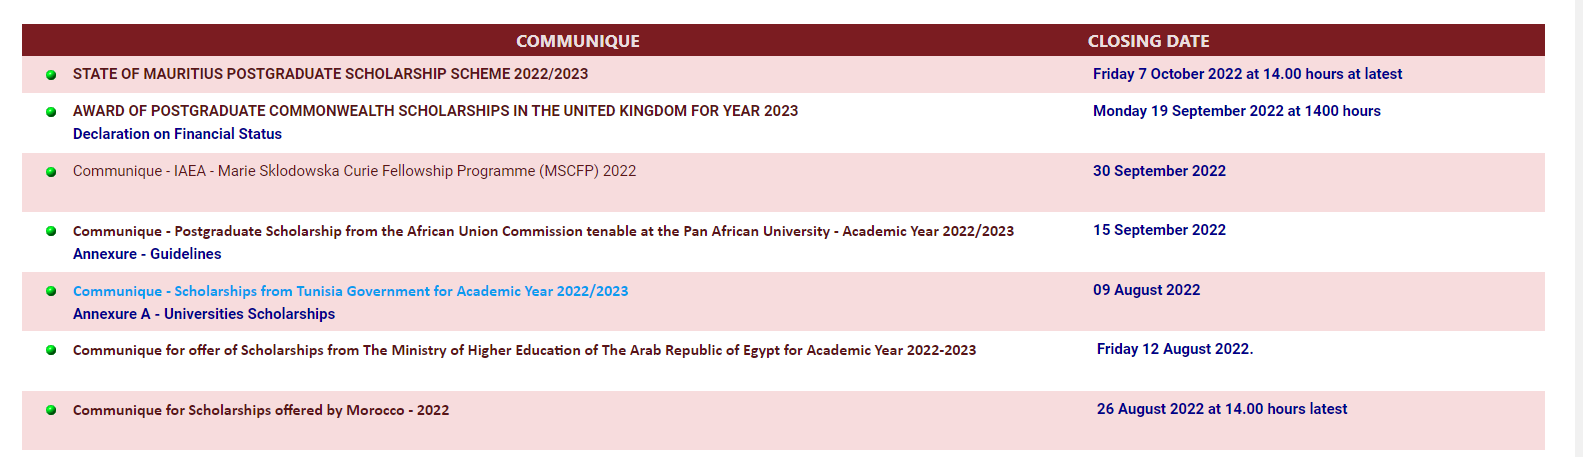 COMMUNIQUE CLOSING DATE
STATE OF MAURITIUS POSTGRADUATE SCHOLARSHIP SCHEME 2022/2023 Friday 7 October 2022 at 14.00 hours at latest
AWARD OF POSTGRADUATE COMMONWEALTH SCHOLARSHIPS IN THE UNITED KINGDOM FOR YEAR 2023 Monday 19 September 2022 at 1400 hours
Declaration on Financial Status
Communique - IAEA - Marie Sklodowska Curie Fellowship Programme (MSCFP) 2022 30 September 2022
Communique - Postgraduate Scholarship from the African Union Commission tenable at the Pan African University - Academic Year 2022/2023 15 September 2022
Annexure - Guidelines
Communique - Scholarships from Tunisia Government for Academic Year 2022/2023 09 August 2022
Annexure A - Universities Scholarships
Communique for offer of Scholarships from The Ministry of Higher Education of The Arab Republic of Egypt for Academic Year 2022-2023 Friday 12 August 2022.
Communique for Scholarships offered by Morocco - 2022 26 August 2022 at 14.00 hours latest